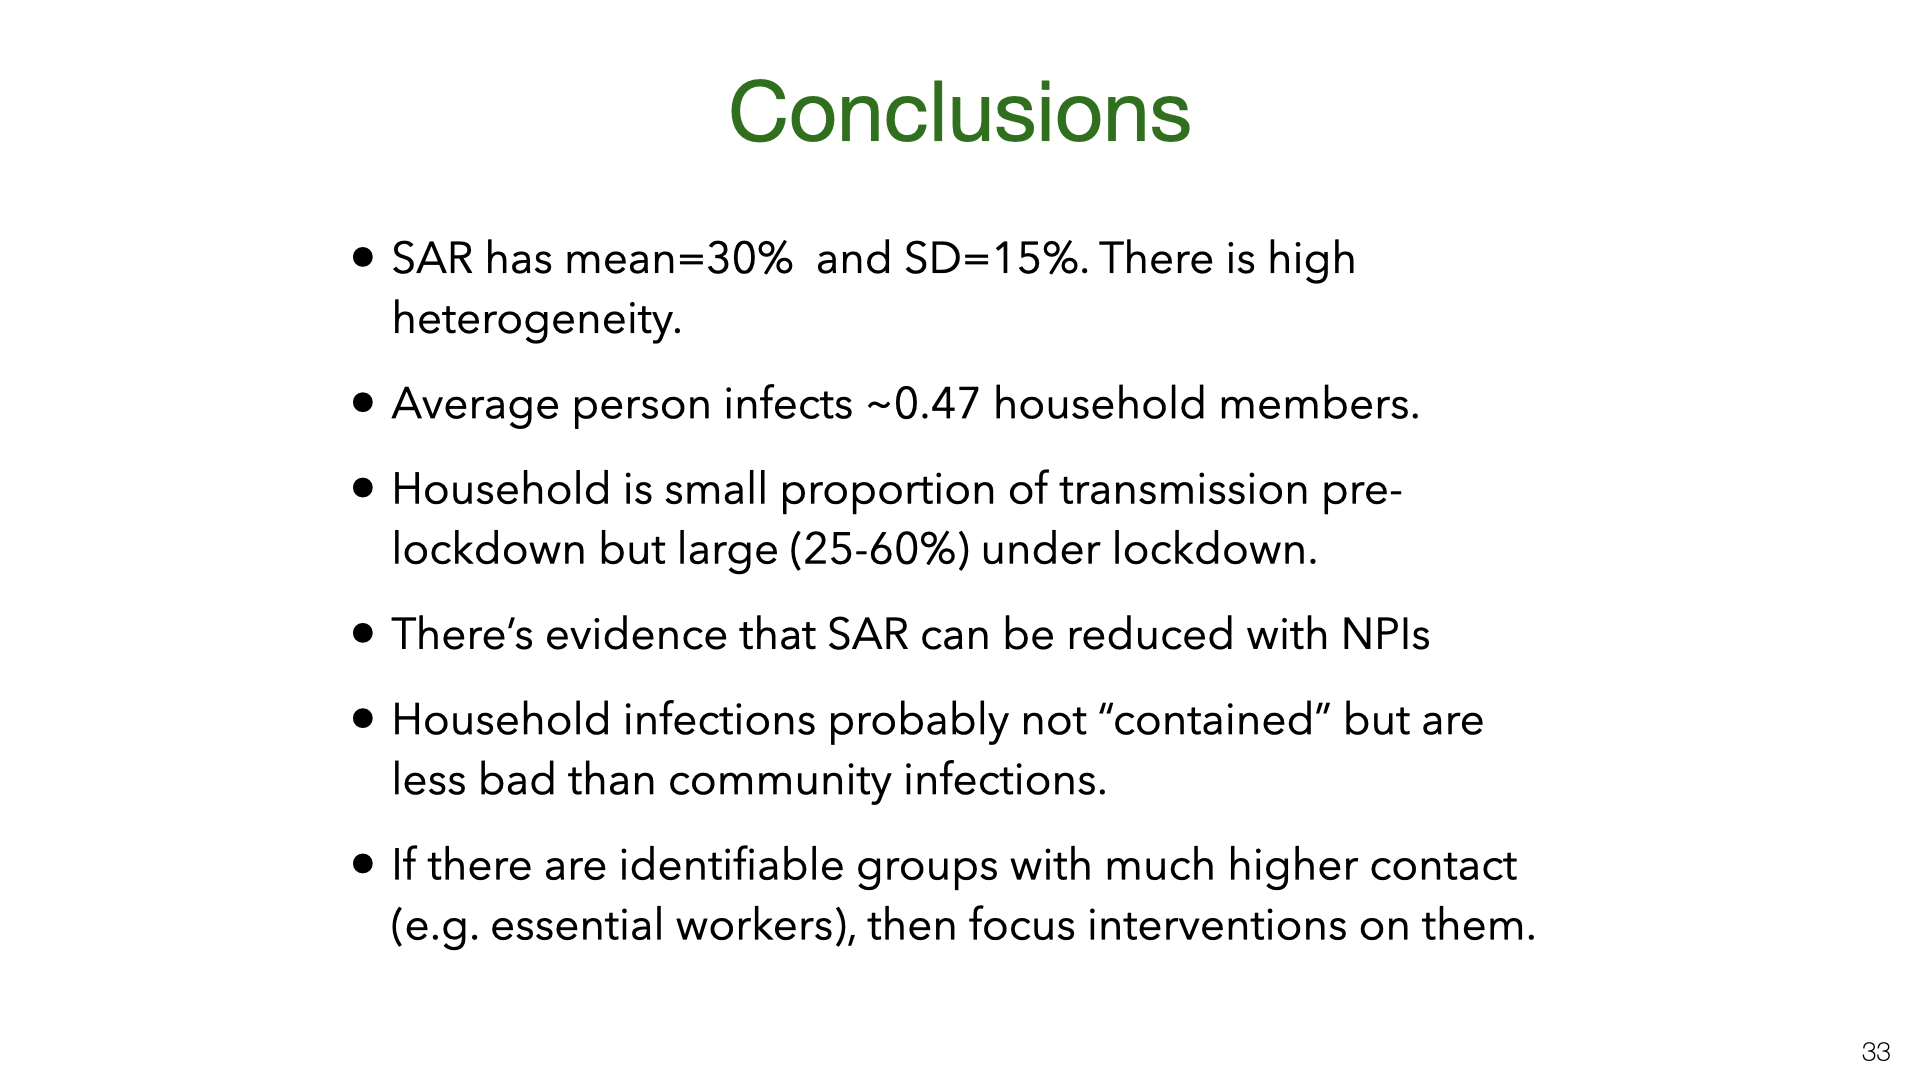 Conclusions
• SAR has mean=30%  and SD=15%. There is high
heterogeneity.
• Average person infects ~0.47 household members.
• Household is small proportion of transmission pre-
lockdown but large (25-60%) under lockdown.
• There’s evidence that SAR can be reduced with NPIs
• Household infections probably not “contained” but are
less bad than community infections.
• If there are identifiable groups with much higher contact
(e.g. essential workers), then focus interventions on them.
33